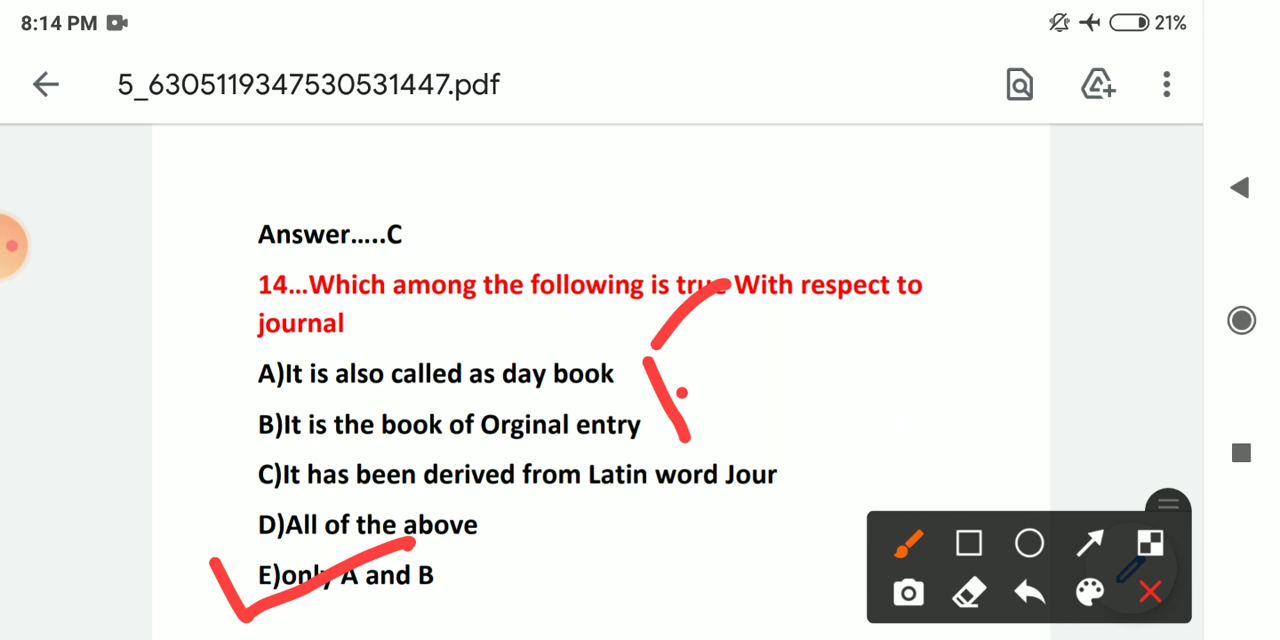 8:14 PM 21%
5_6305119347530531447.pdf
Answer.....C
14...Which among the following is true With respect to
journal
A)It is also called as day book
B)It is the book of Orginal entry
C)It has been derived from Latin word Jour
D)All of the above
E)only A and B